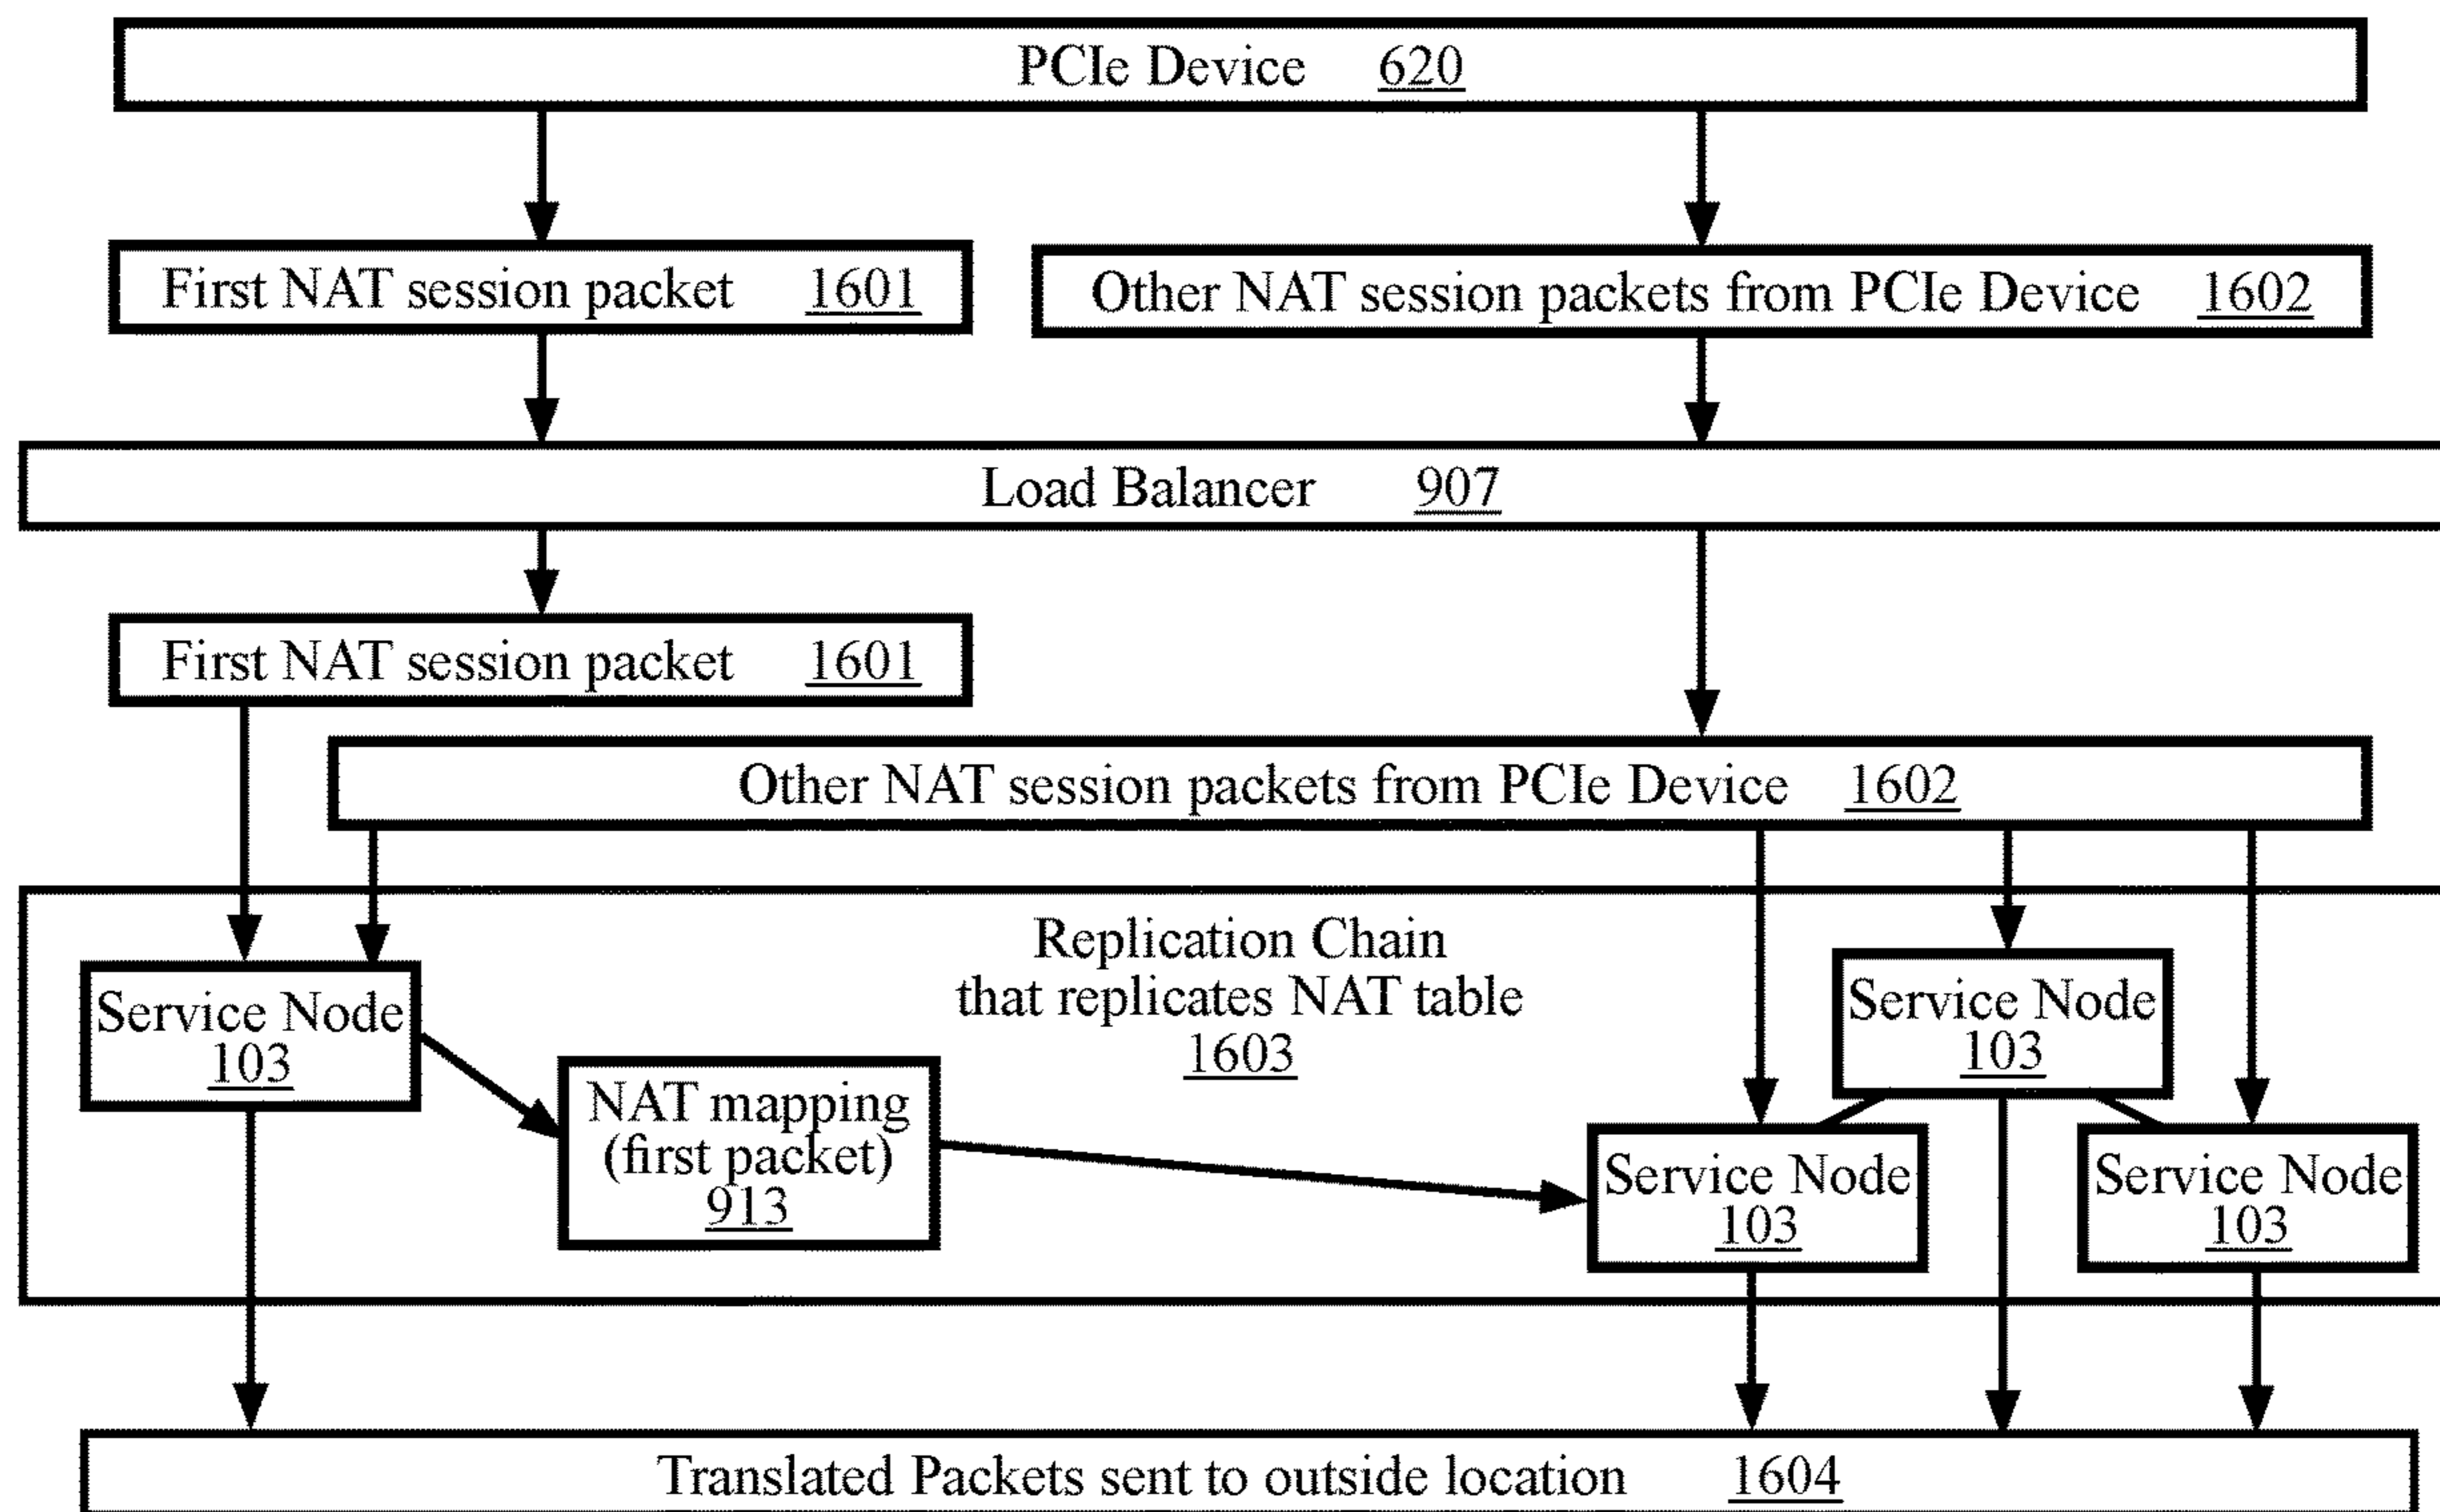 PCIe Device 620
First NAT session packet 1601
Other NAT session packets from PCIe Device 1602
Load Balancer 907
First NAT session packet 1601
Other NAT session packets from PCIe Device 1602
Replication Chain
that replicates NAT table
1603
Service Node
103
Service Node
103
NAT mapping
(first packet)
913
Service Node
103
Service Node
103
Translated Packets sent to outside location 1604